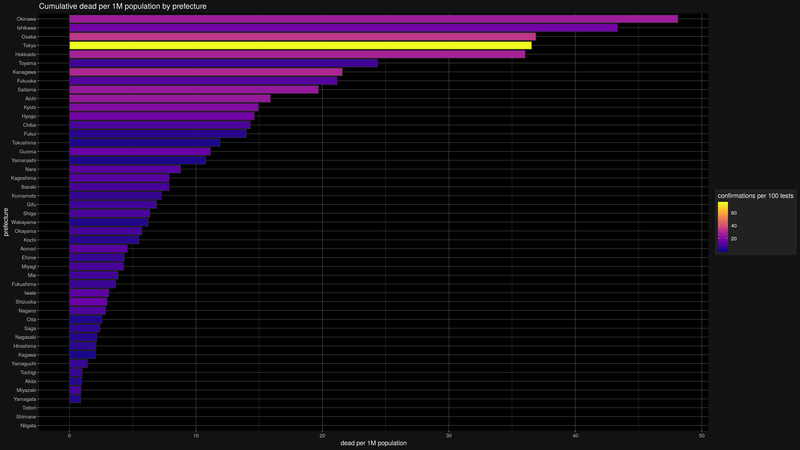 Cumulative dead per 1M population by prefecture
Okinawa
Ishikawa
Osaka
Tokyo
Hokkaido
Toyama
Kanagawa
Fukuoka
Saitama
Aichi
Kyoto
Hyogo
Chiba
Fukui
Tokushima
Gunma
Yamanashi
Nara
Kagoshima
Ibaraki
Kumamoto
Gifu
Shiga
Wakayama
Okayama
Kochi
Aomori
Ehime
Miyagi
Mie
Fukushima
Iwate
Shizuoka
Nagano
Oita
Saga
Nagasaki
Hiroshima
Kagawa
Yamaguchi
Tochigi
Akita
Miyazaki
Yamagata
Tottori
Shimane
Niigata
prefecture
0 10 20 30 40 50
dead per 1M population
confirmations per 100 tests
60
40
20